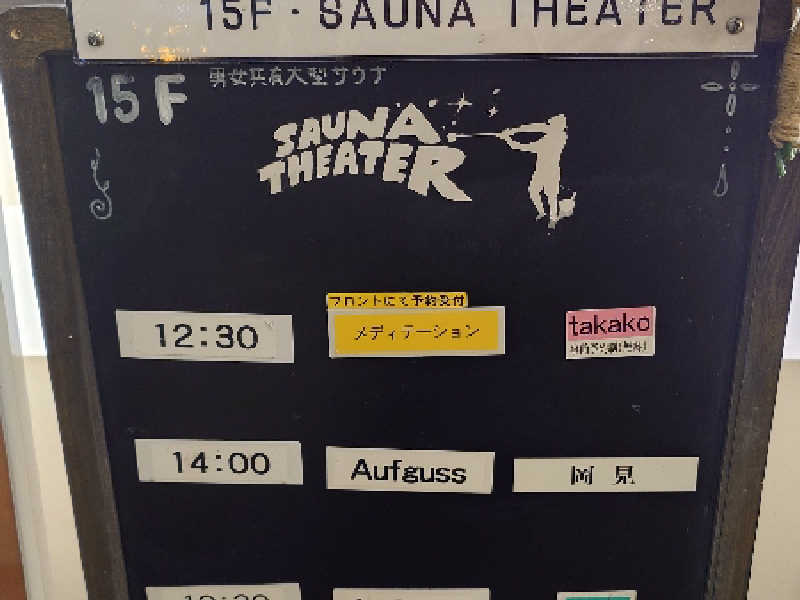 15F・SAUNA THEATER
15F 男女共有大型サウナ
SAUNA
THEATER
フロントにて予約受付
12:30 メディテーション takako
14:00 Aufguss 岡見